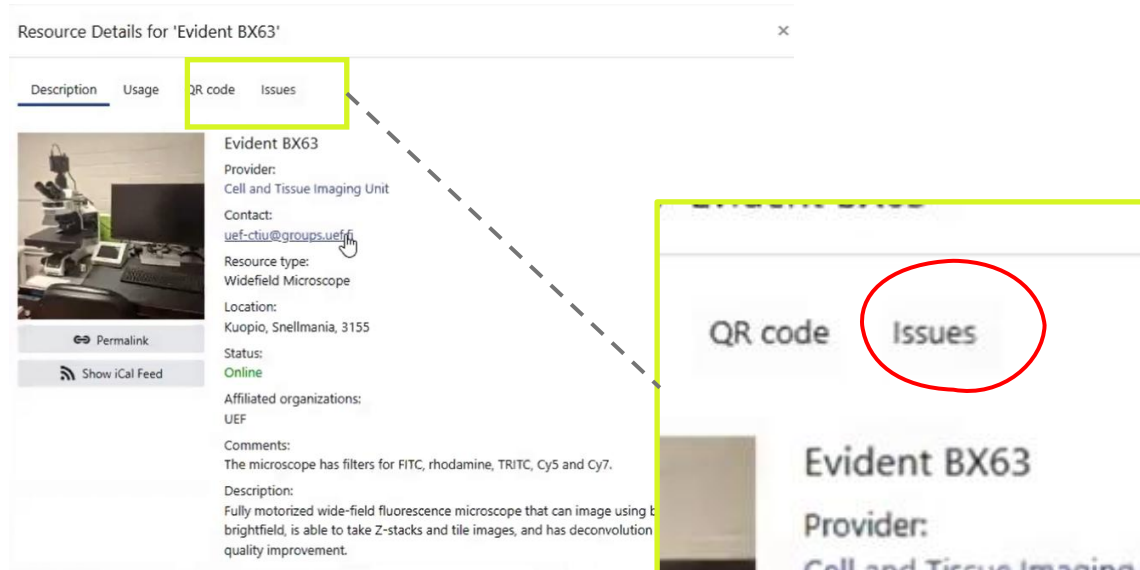 Resource Details for 'Evident BX63'
×
Description Usage QR code Issues
Evident BX63
Provider:
Cell and Tissue Imaging Unit
Contact:
uef-ctiu@groups.uef.fi
Resource type:
Widefield Microscope
Location:
Kuopio, Snellmania, 3155
Status:
Online
Affiliated organizations:
UEF
Comments:
The microscope has filters for FITC, rhodamine, TRITC, Cy5 and Cy7.
Description:
Fully motorized wide-field fluorescence microscope that can image using
brightfield, is able to take Z-stacks and tile images, and has deconvolution
quality improvement.
Permalink
Show iCal Feed
QR code Issues
Evident BX63
Provider:
Cell and Tissue Imaging